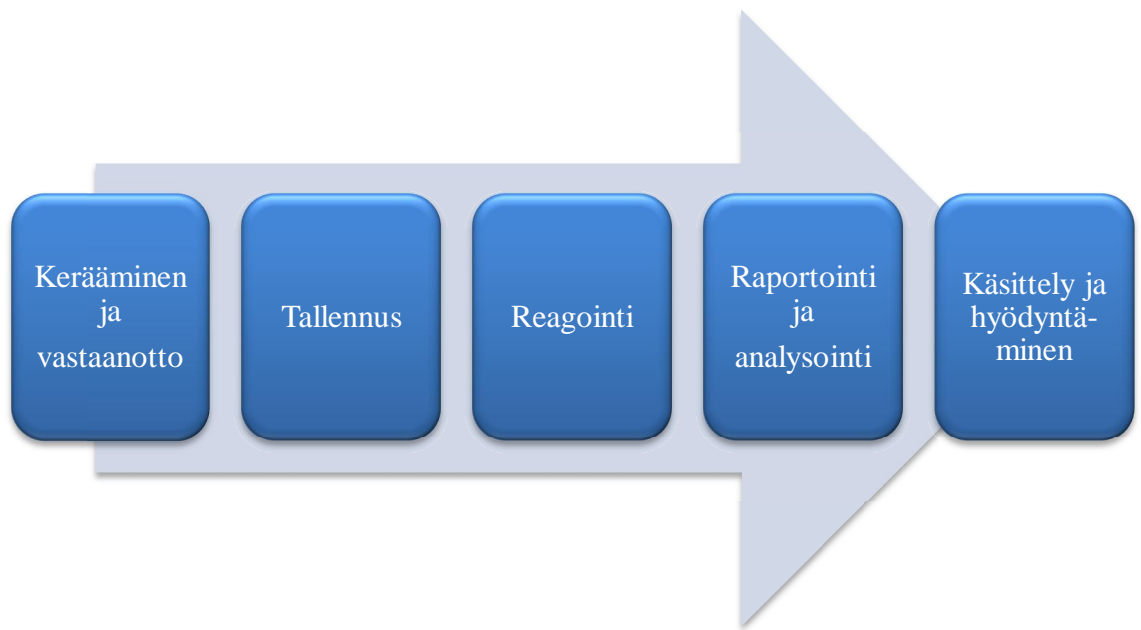 Kerääminen
ja
vastaanotto
Tallennus
Reagointi
Raportointi
ja
analysointi
Käsittely ja
hyödyntä-
minen